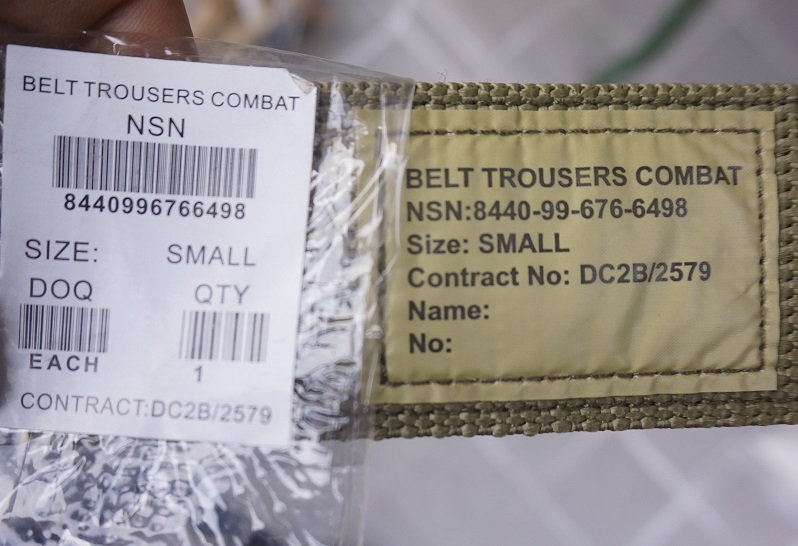 BELT TROUSERS COMBAT
NSN
8440996766498
SIZE: SMALL
DOQ QTY
EACH 1
CONTRACT:DC2B/2579
BELT TROUSERS COMBAT
NSN:8440-99-676-6498
Size: SMALL
Contract No: DC2B/2579
Name:
No: